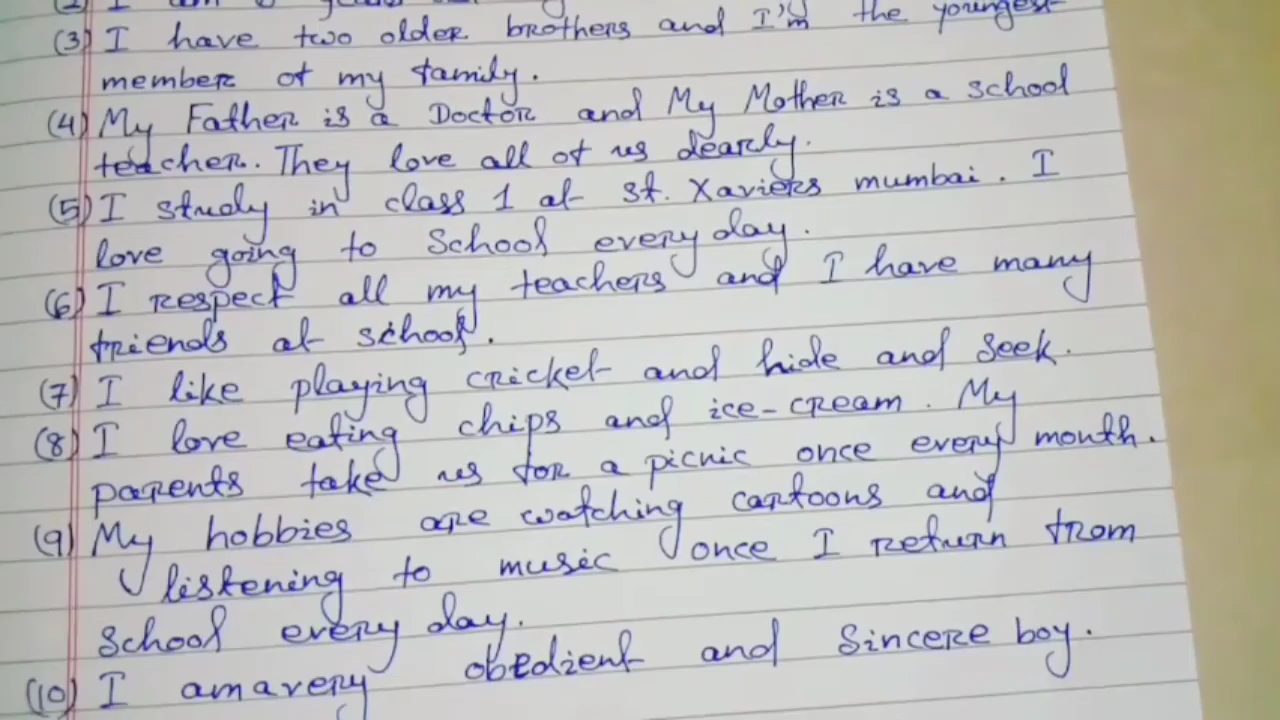 (2) I am years
(3) I have two older brothers and I'm the youngest
member of my family.
(4) My Father is a Doctor and My Mother is a school
teacher. They love all of us dearly.
(5) I study in class 1 at St. Xaviers mumbai. I
love going to School every day.
(6) I respect all my teachers and I have many
friends at school.
(7) I like playing cricket and hide and seek.
(8) I love eating chips and ice-cream. My
parents take us for a picnic once every month.
(9) My hobbies are watching cartoons and
listening to music once I return from
school every day.
(10) I am a very obedient and sincere boy.